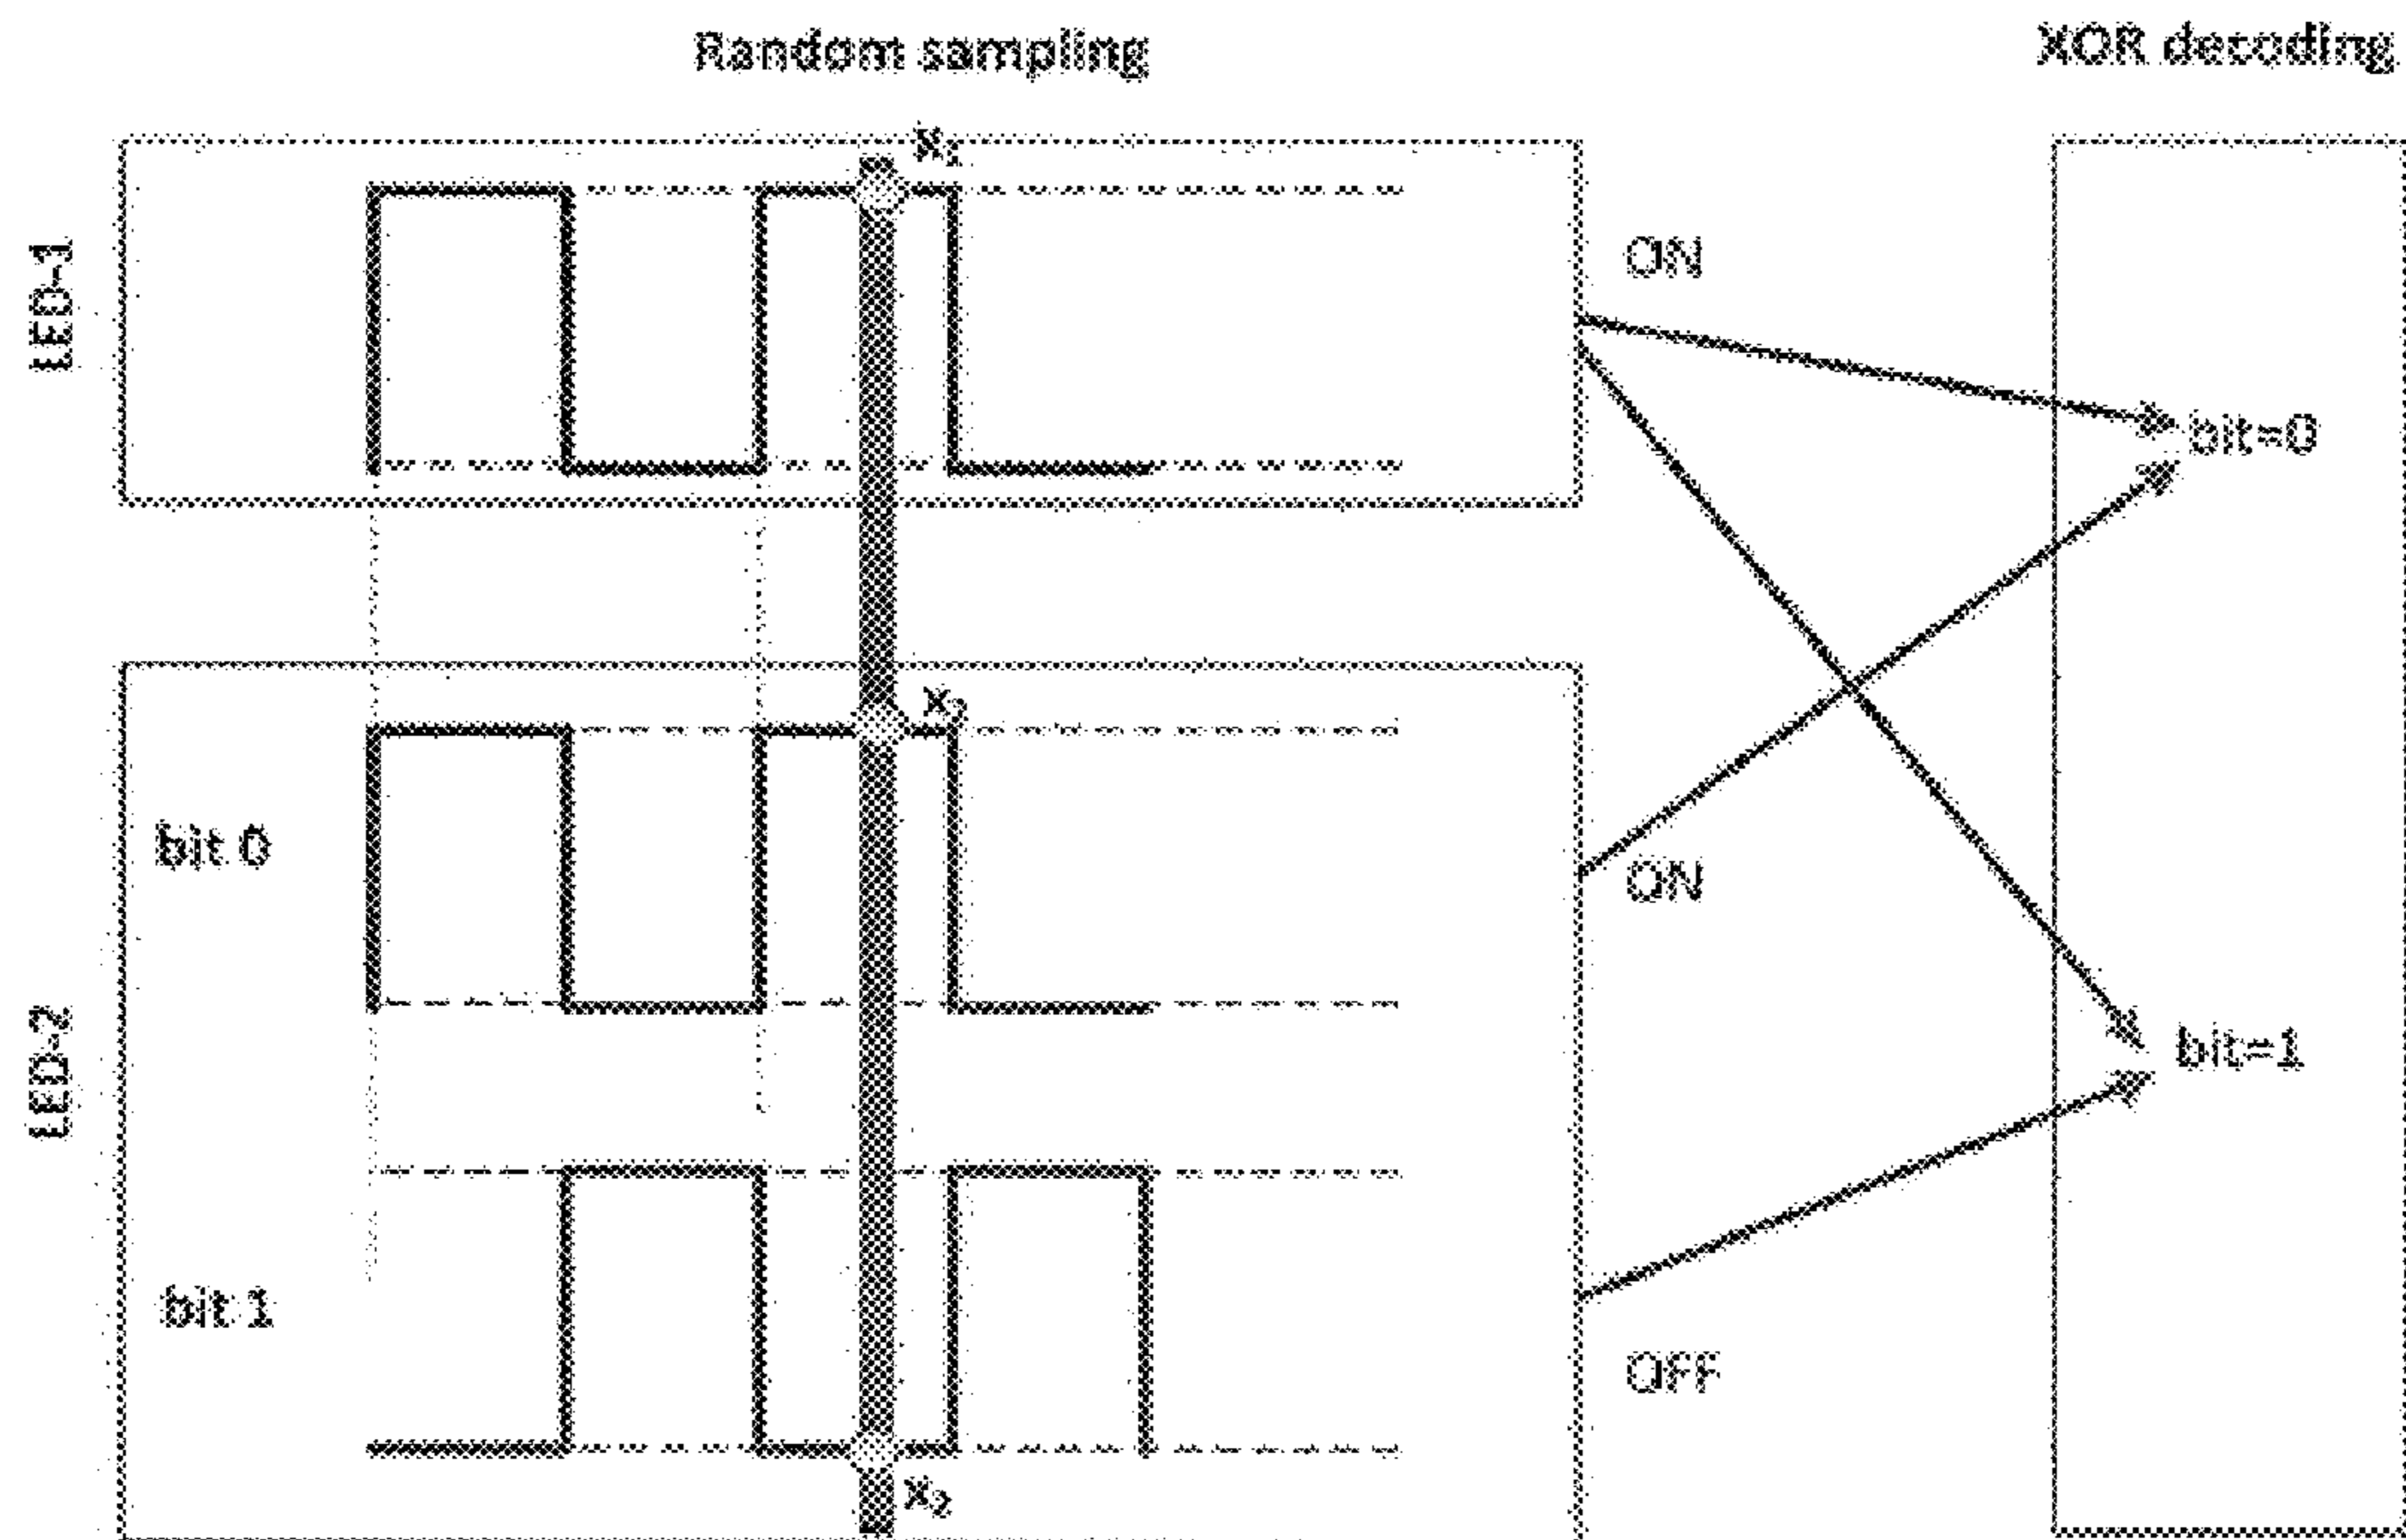 Random sampling
XOR decoding
x₁
LED-1
ON
bit=0
x₂
bit 0
ON
LED-2
bit=1
bit 1
OFF
x₂